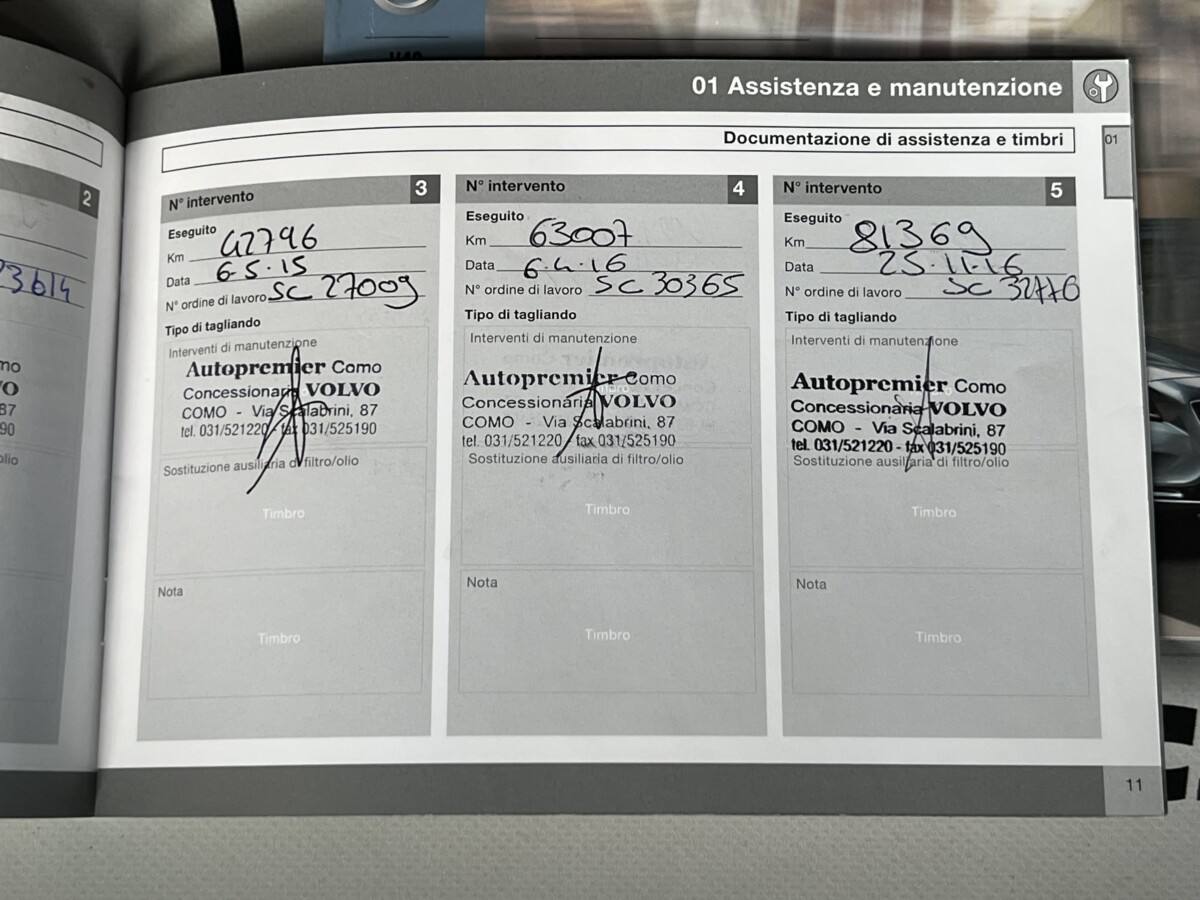 01 Assistenza e manutenzione
01
Documentazione di assistenza e timbri
2
23614
87
90
N° intervento 3
Eseguito
Km 42796
Data 6-5-15
N° ordine di lavoro SC 27009
Tipo di tagliando
Interventi di manutenzione
Autopremier Como
Concessionaria VOLVO
COMO - Via Scalabrini, 87
tel. 031/521220 - fax 031/525190
Sostituzione ausiliaria di filtro/olio
Timbro
Nota
Timbro
N° intervento 4
Eseguito
Km 63007
Data 6-4-16
N° ordine di lavoro SC 30365
Tipo di tagliando
Interventi di manutenzione
Autopremier Como
Concessionaria VOLVO
COMO - Via Scalabrini, 87
tel. 031/521220 - fax 031/525190
Sostituzione ausiliaria di filtro/olio
Timbro
Nota
Timbro
N° intervento 5
Eseguito
Km 81369
Data 25-11-16
N° ordine di lavoro SC 32776
Tipo di tagliando
Interventi di manutenzione
Autopremier Como
Concessionaria VOLVO
COMO - Via Scalabrini, 87
tel. 031/521220 - fax 031/525190
Sostituzione ausiliaria di filtro/olio
Timbro
Nota
Timbro
11